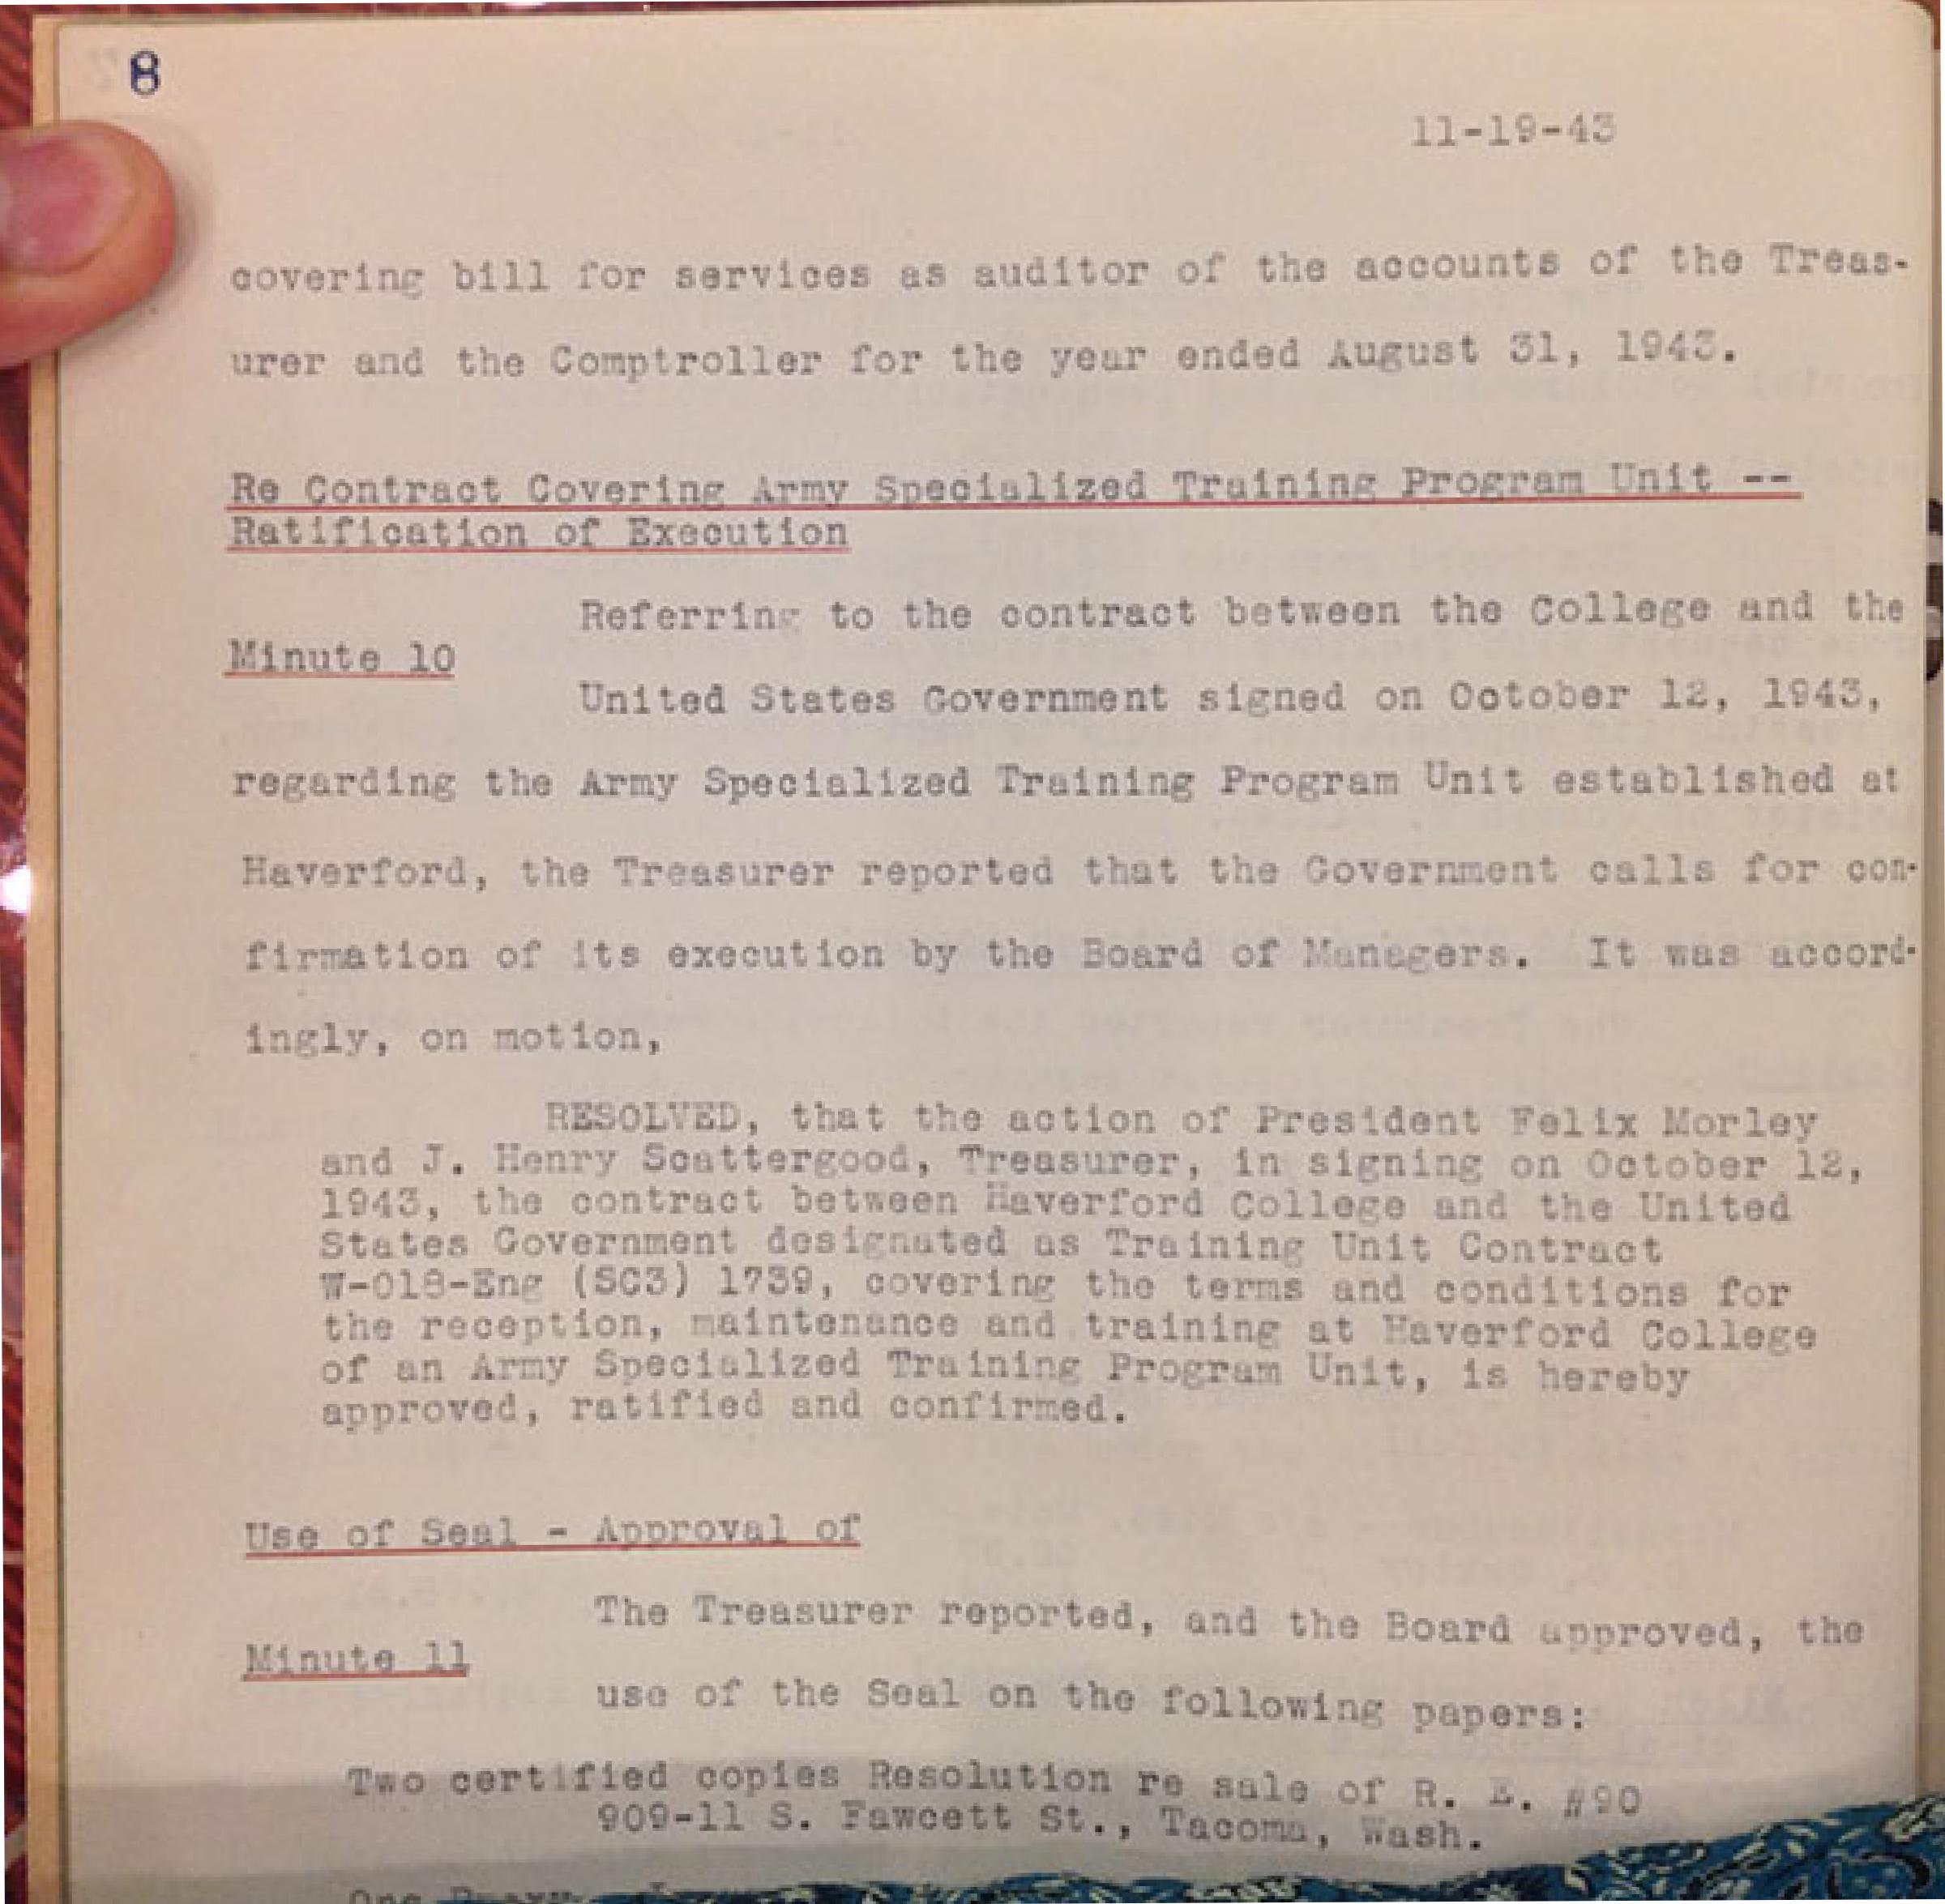 8
11-19-43
covering bill for services as auditor of the accounts of the Treas-
urer and the Comptroller for the year ended August 31, 1943.
Re Contract Covering Army Specialized Training Program Unit --
Ratification of Execution
Referring to the contract between the College and the
Minute 10
United States Government signed on October 12, 1943,
regarding the Army Specialized Training Program Unit established at
Haverford, the Treasurer reported that the Government calls for con-
firmation of its execution by the Board of Managers. It was accord-
ingly, on motion,
RESOLVED, that the action of President Felix Morley
and J. Henry Scattergood, Treasurer, in signing on October 12,
1943, the contract between Haverford College and the United
States Government designated as Training Unit Contract
W-018-Eng (SC3) 1739, covering the terms and conditions for
the reception, maintenance and training at Haverford College
of an Army Specialized Training Program Unit, is hereby
approved, ratified and confirmed.
Use of Seal - Approval of
The Treasurer reported, and the Board approved, the
Minute 11
use of the Seal on the following papers:
Two certified copies Resolution re sale of R. E. #90
909-11 S. Fawcett St., Tacoma, Wash.
One